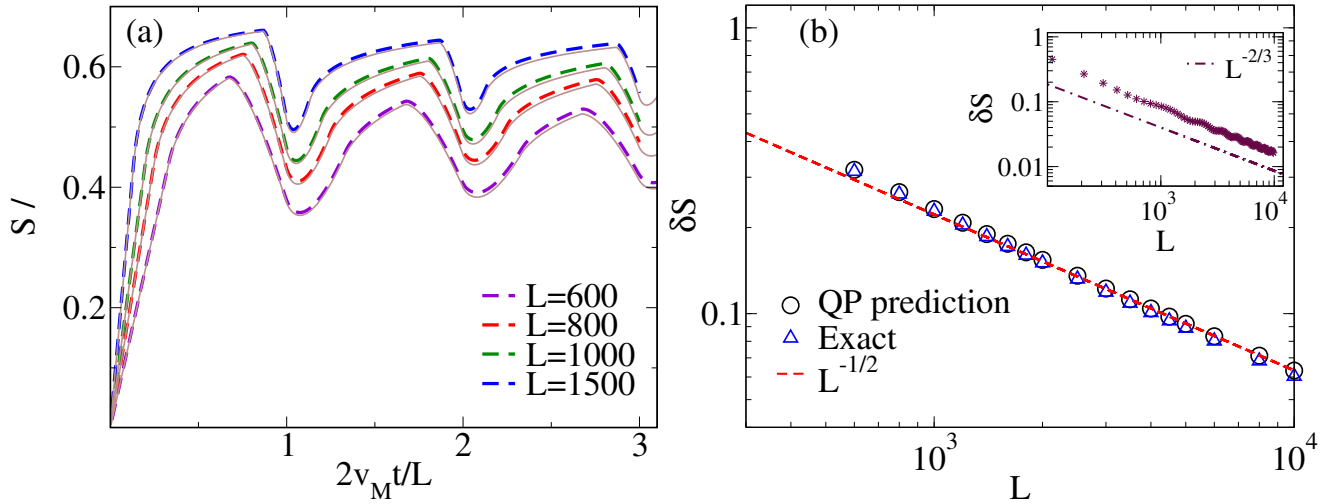 (a)
S /
0.6
0.4
0.2
L=600
L=800
L=1000
L=1500
1
2
3
2v_M t/L
(b)
δS
1
0.1
QP prediction
Exact
L^{-1/2}
10^3
10^4
L
δS
1
0.1
0.01
L^{-2/3}
10^3
10^4
L